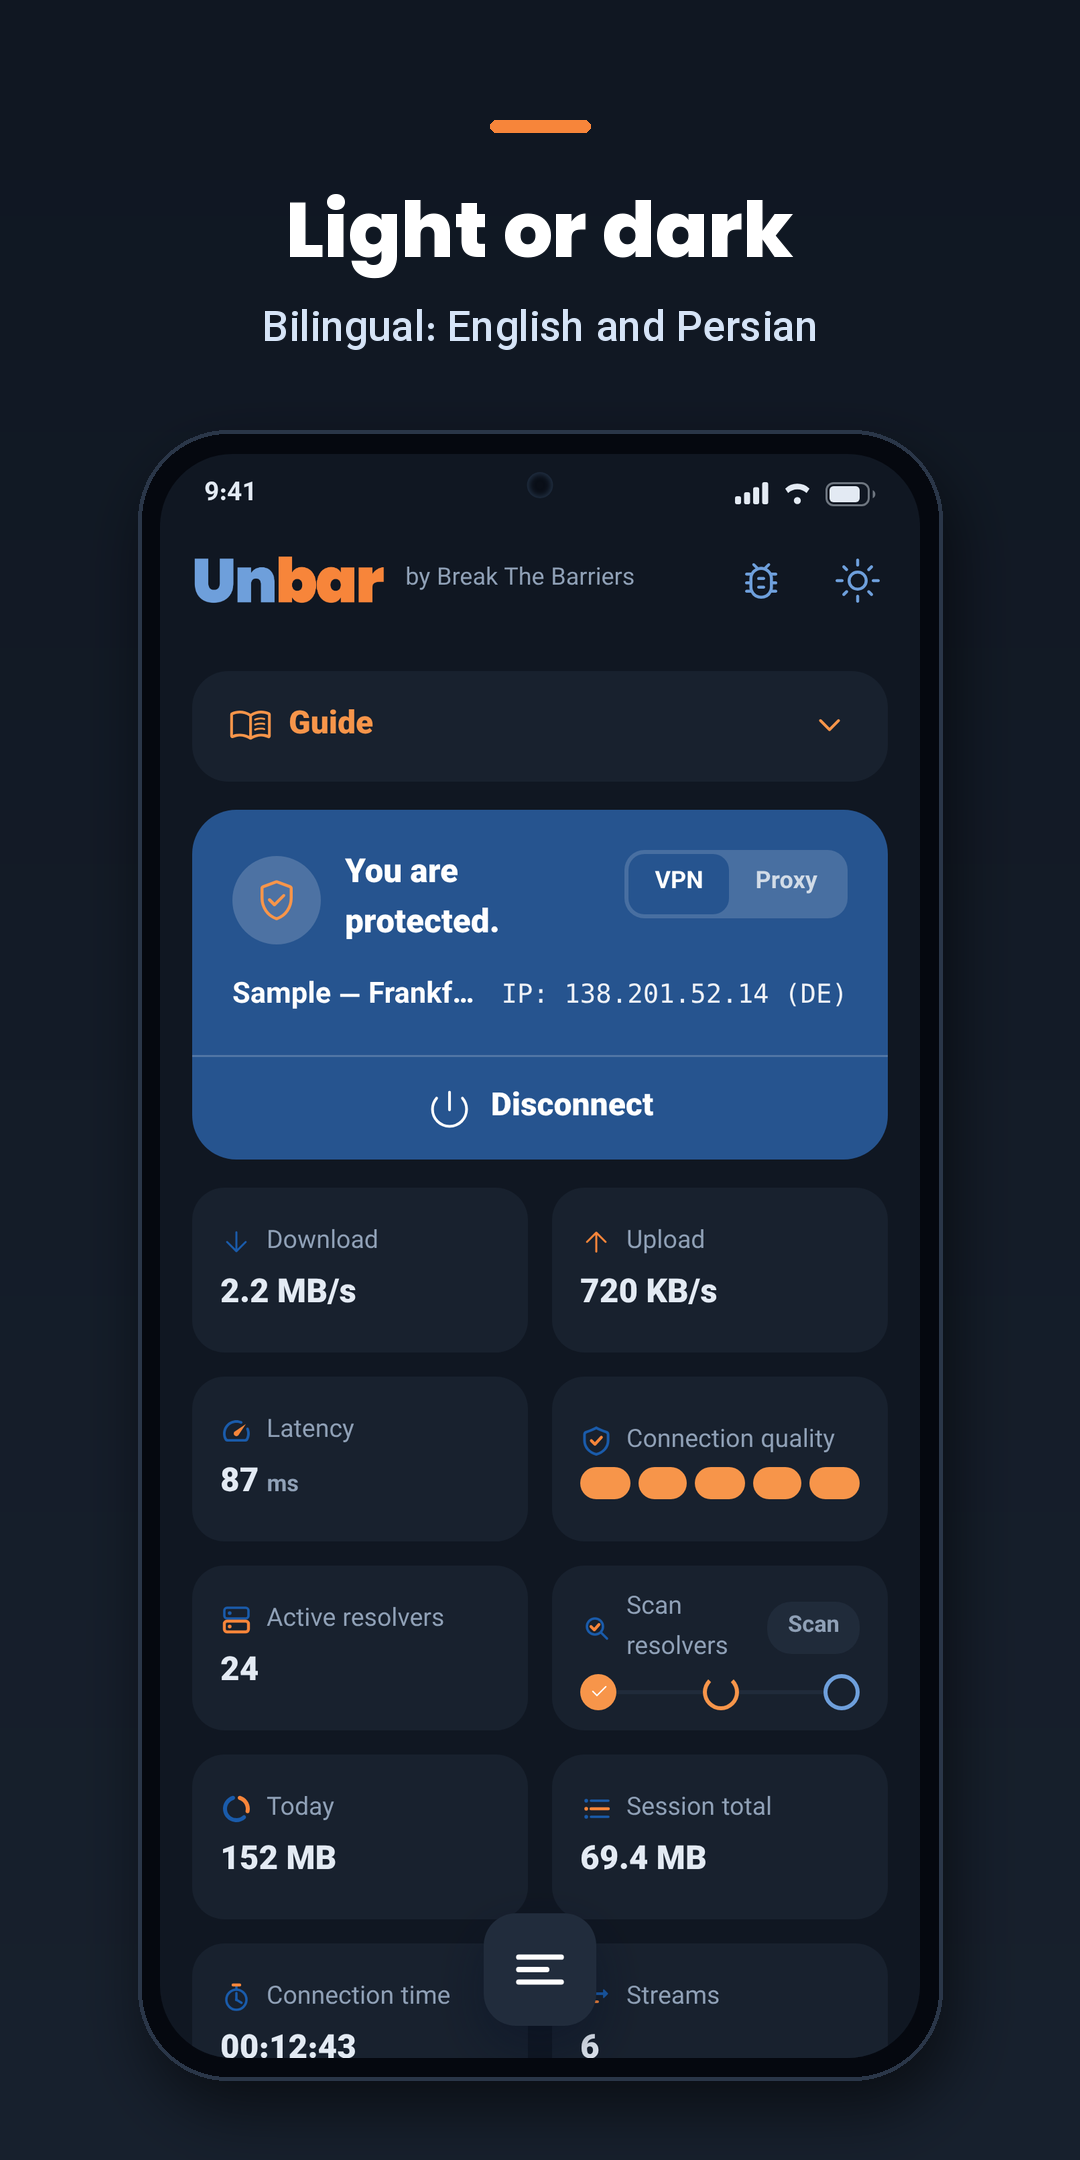 Light or dark
Bilingual: English and Persian
9:41
Unbar by Break The Barriers
Guide
You are
protected.
VPN Proxy
Sample — Frankf... IP: 138.201.52.14 (DE)
Disconnect
Download
2.2 MB/s
Upload
720 KB/s
Latency
87 ms
Connection quality
Active resolvers
24
Scan
resolvers
Scan
Today
152 MB
Session total
69.4 MB
Connection time
00:12:43
Streams
6